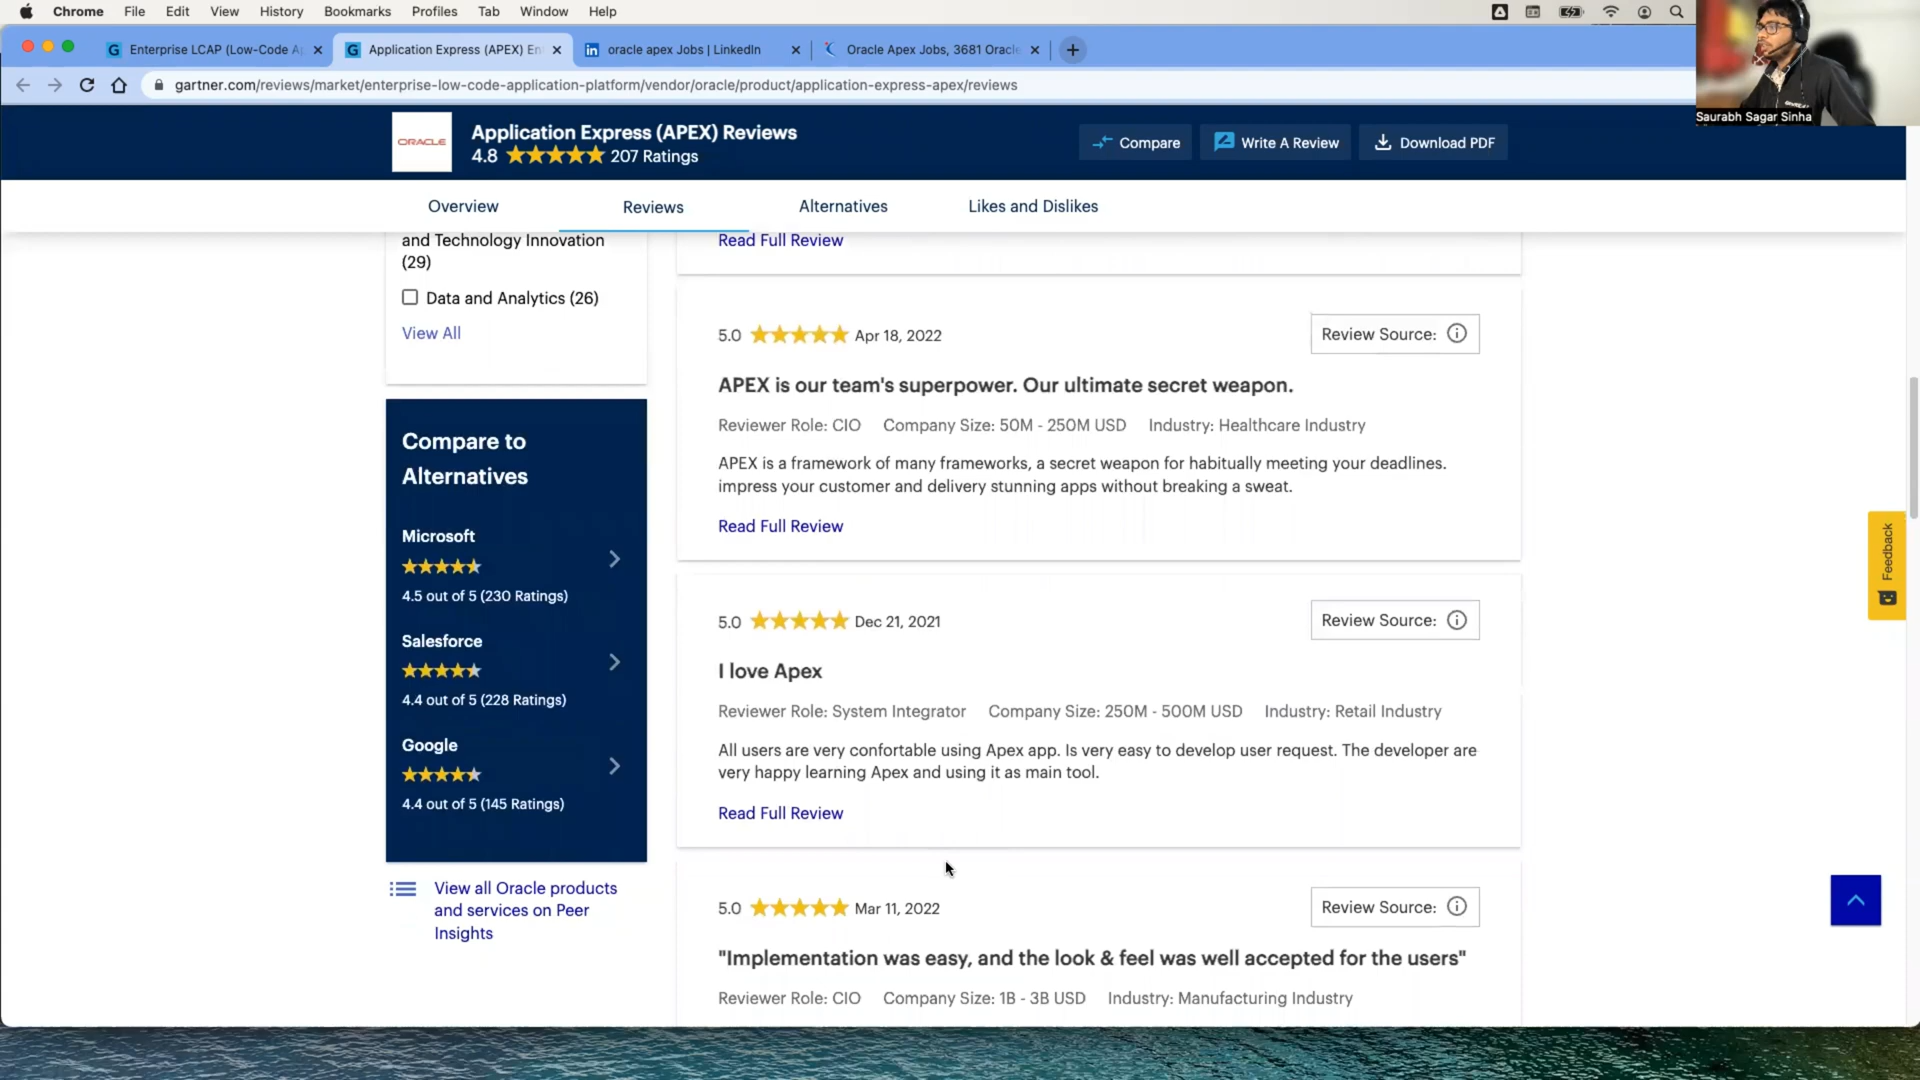 Chrome File Edit View History Bookmarks Profiles Tab Window Help
Enterprise LCAP (Low-Code Ap
Application Express (APEX) En
oracle apex Jobs | LinkedIn
Oracle Apex Jobs, 3681 Oracle
gartner.com/reviews/market/enterprise-low-code-application-platform/vendor/oracle/product/application-express-apex/reviews
Saurabh Sagar Sinha
ORACLE
Application Express (APEX) Reviews
4.8 207 Ratings
Compare
Write A Review
Download PDF
Overview
Reviews
Alternatives
Likes and Dislikes
and Technology Innovation
(29)
Data and Analytics (26)
View All
Compare to
Alternatives
Microsoft
4.5 out of 5 (230 Ratings)
Salesforce
4.4 out of 5 (228 Ratings)
Google
4.4 out of 5 (145 Ratings)
View all Oracle products
and services on Peer
Insights
Read Full Review
5.0 Apr 18, 2022
Review Source:
APEX is our team's superpower. Our ultimate secret weapon.
Reviewer Role: CIO Company Size: 50M - 250M USD Industry: Healthcare Industry
APEX is a framework of many frameworks, a secret weapon for habitually meeting your deadlines.
impress your customer and delivery stunning apps without breaking a sweat.
Read Full Review
5.0 Dec 21, 2021
Review Source:
I love Apex
Reviewer Role: System Integrator Company Size: 250M - 500M USD Industry: Retail Industry
All users are very confortable using Apex app. Is very easy to develop user request. The developer are
very happy learning Apex and using it as main tool.
Read Full Review
5.0 Mar 11, 2022
Review Source:
"Implementation was easy, and the look & feel was well accepted for the users"
Reviewer Role: CIO Company Size: 1B - 3B USD Industry: Manufacturing Industry
Feedback